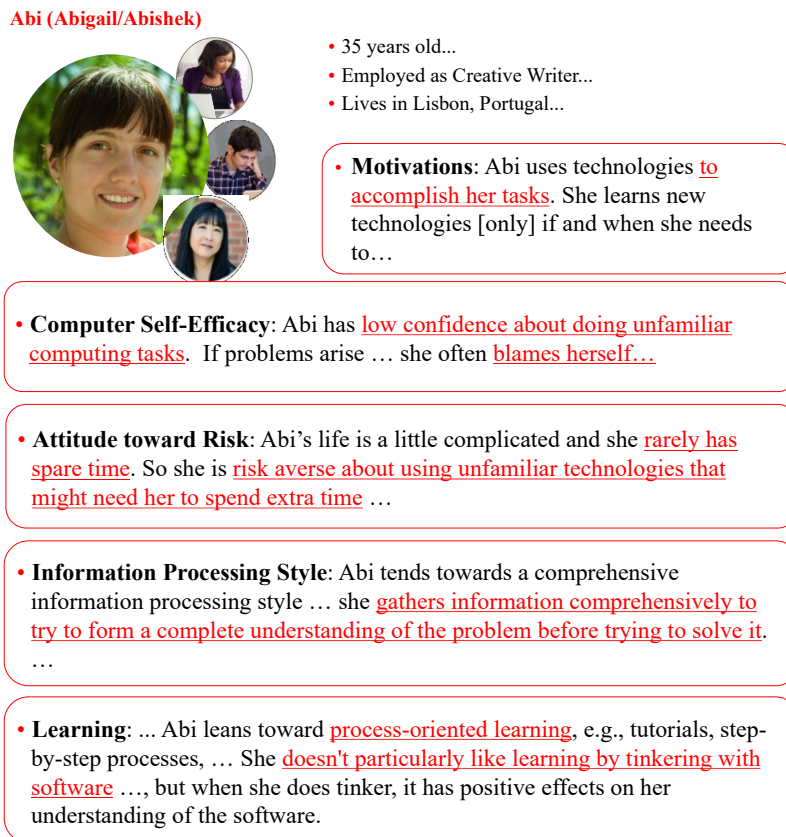 Abi (Abigail/Abishek)
• 35 years old...
• Employed as Creative Writer...
• Lives in Lisbon, Portugal...
• Motivations: Abi uses technologies to
accomplish her tasks. She learns new
technologies [only] if and when she needs
to…
• Computer Self-Efficacy: Abi has low confidence about doing unfamiliar
computing tasks. If problems arise … she often blames herself…
• Attitude toward Risk: Abi’s life is a little complicated and she rarely has
spare time. So she is risk averse about using unfamiliar technologies that
might need her to spend extra time …
• Information Processing Style: Abi tends towards a comprehensive
information processing style … she gathers information comprehensively to
try to form a complete understanding of the problem before trying to solve it.
…
• Learning: ... Abi leans toward process-oriented learning, e.g., tutorials, step-
by-step processes, … She doesn't particularly like learning by tinkering with
software …, but when she does tinker, it has positive effects on her
understanding of the software.